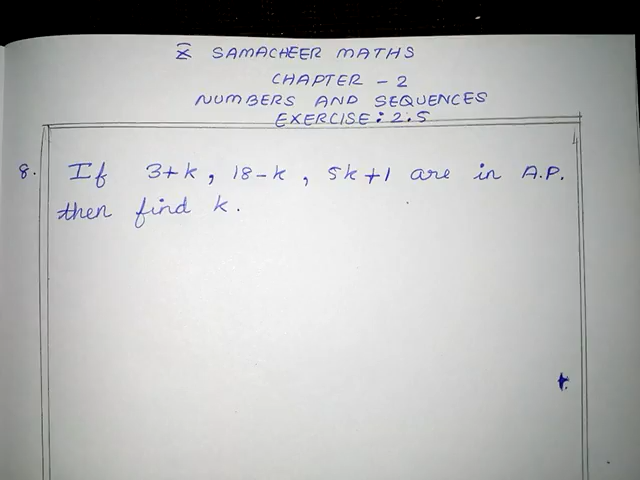 X SAMACHEER MATHS
CHAPTER - 2
NUMBERS AND SEQUENCES
EXERCISE: 2.5
8. If 3+k, 18-k, 5k+1 are in A.P.
then find k.